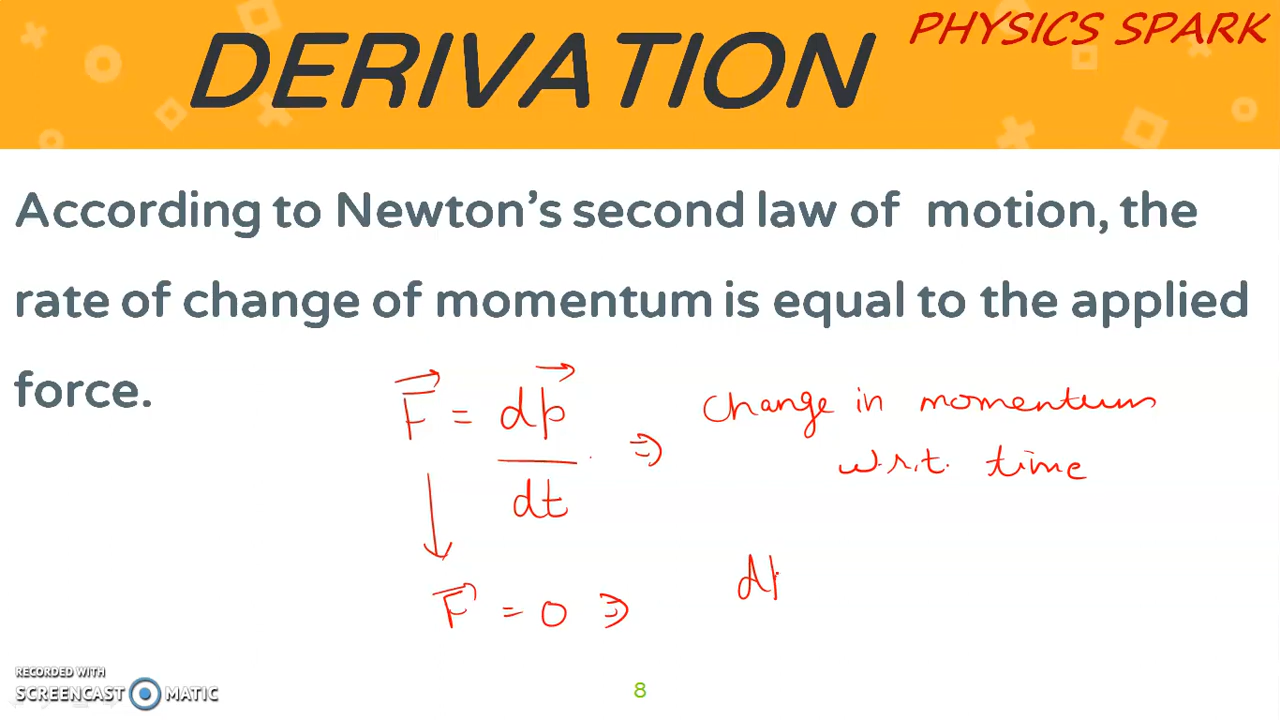 DERIVATION
PHYSICS SPARK
According to Newton's second law of motion, the
rate of change of momentum is equal to the applied
force.
F⃗ = dp⃗/dt ⇒ change in momentum
w.r.t. time
↓
F⃗ = 0 ⇒
RECORDED WITH
SCREENCAST MATIC
8